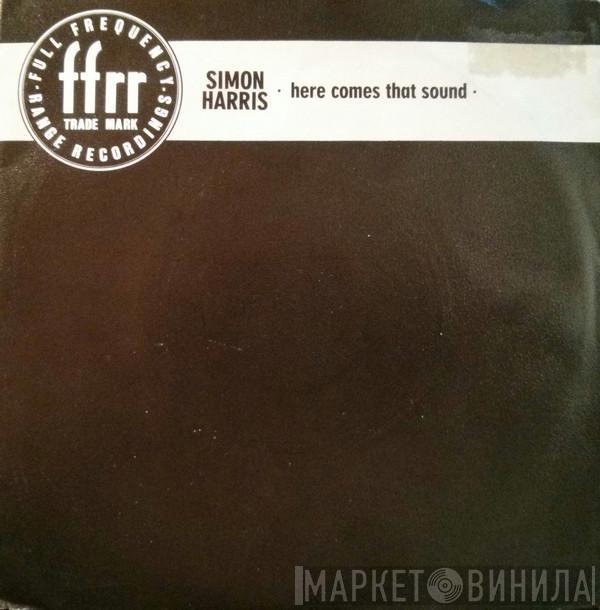 · FULL FREQUENCY ·
RANGE RECORDINGS
ffrr
TRADE MARK
SIMON
HARRIS
· here comes that sound ·
МАРКЕТ ВИНИЛА